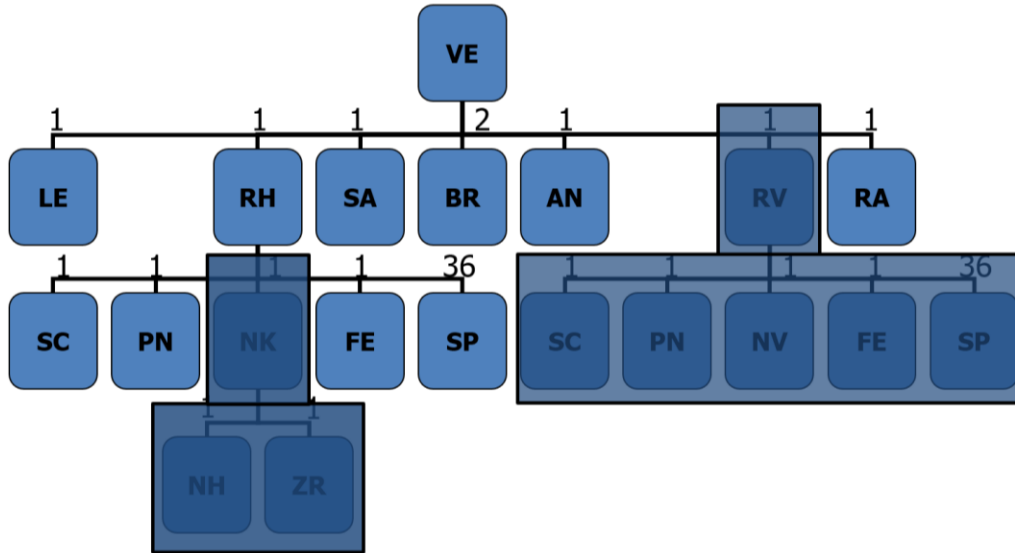 VE
1 1 1 2 1 1 1
LE RH SA BR AN RV RA
1 1 1 1 36 1 1 1 1 36
SC PN NK FE SP SC PN NV FE SP
1 1
NH ZR